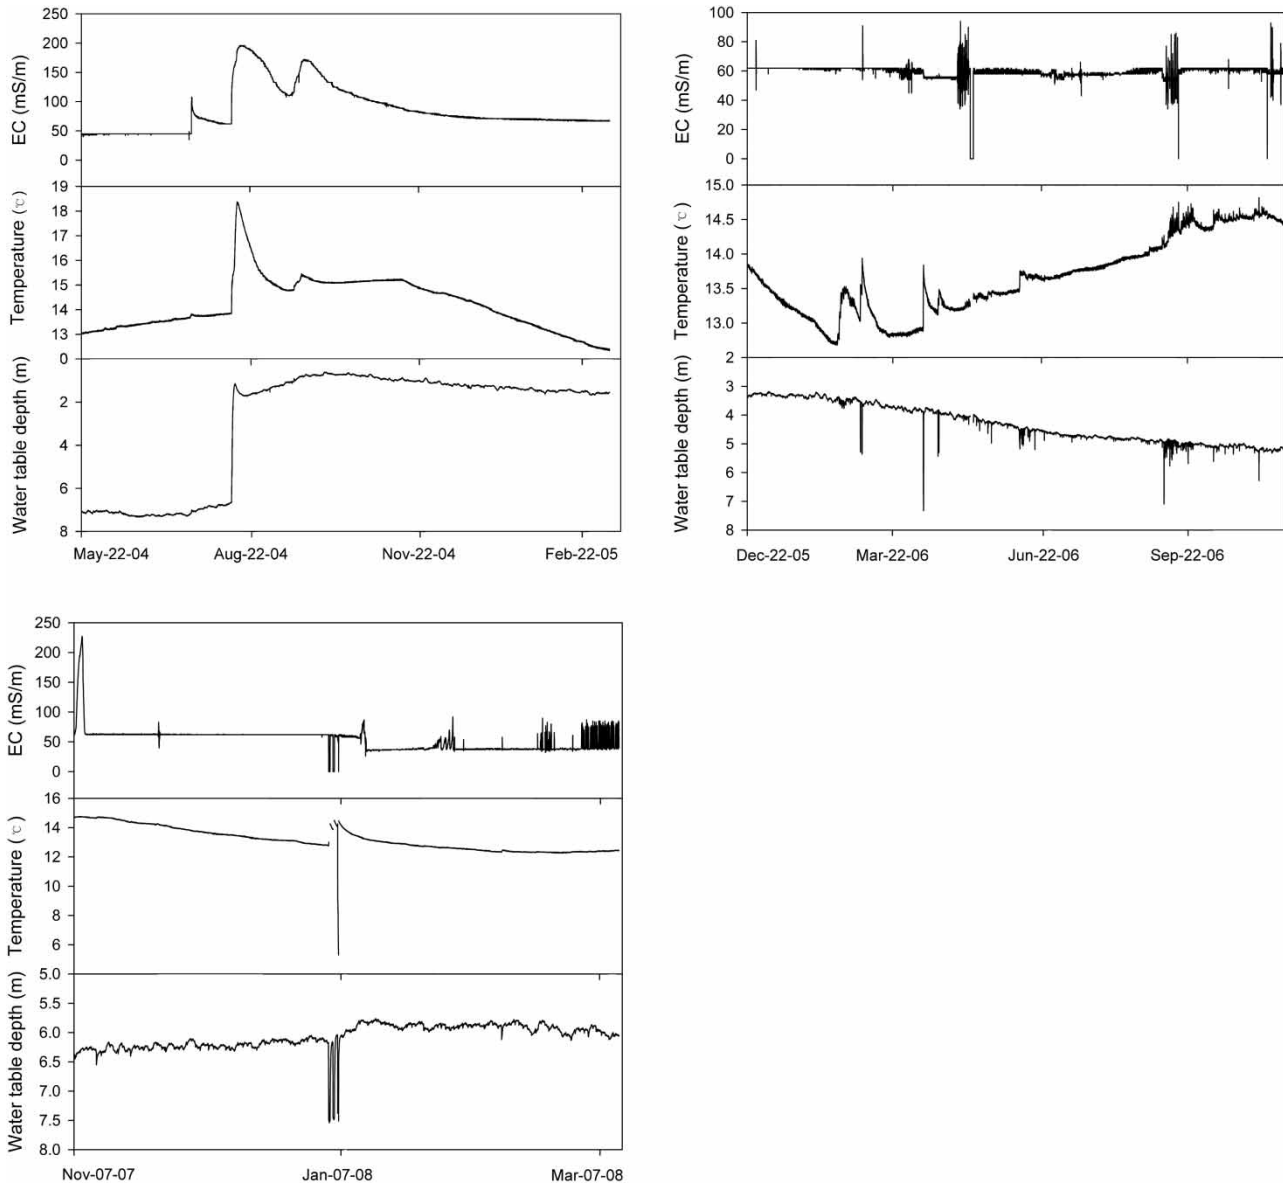 EC (mS/m)
250
200
150
100
50
0
Temperature (℃)
19
18
17
16
15
14
13
0
Water table depth (m)
2
4
6
8
May-22-04
Aug-22-04
Nov-22-04
Feb-22-05
EC (mS/m)
100
80
60
40
20
0
Temperature (℃)
15.0
14.5
14.0
13.5
13.0
2
Water table depth (m)
3
4
5
6
7
8
Dec-22-05
Mar-22-06
Jun-22-06
Sep-22-06
EC (mS/m)
250
200
150
100
50
0
Temperature (℃)
16
14
12
10
8
6
Water table depth (m)
5.0
5.5
6.0
6.5
7.0
7.5
8.0
Nov-07-07
Jan-07-08
Mar-07-08